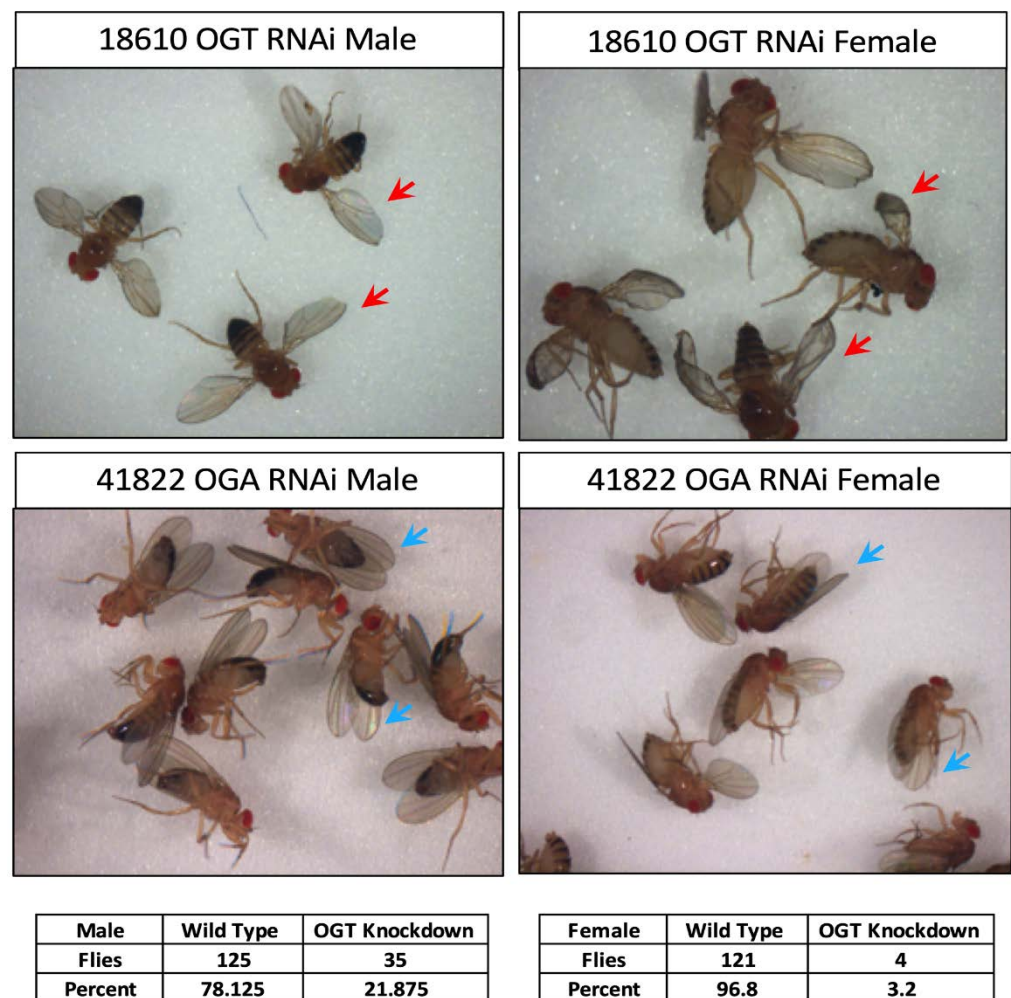 18610 OGT RNAi Male
18610 OGT RNAi Female
41822 OGA RNAi Male
41822 OGA RNAi Female
Male Wild Type OGT Knockdown
Flies 125 35
Percent 78.125 21.875
Female Wild Type OGT Knockdown
Flies 121 4
Percent 96.8 3.2